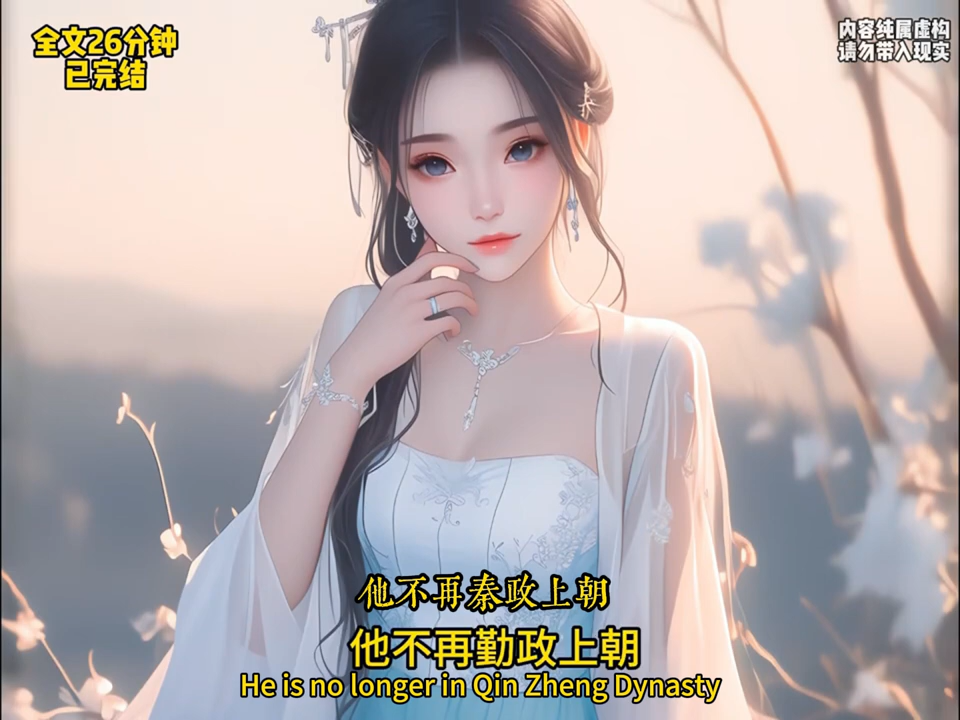 全文26分钟
已完结
内容纯属虚构
请勿带入现实
他不再秦政上朝
他不再勤政上朝
He is no longer in Qin Zheng Dynasty